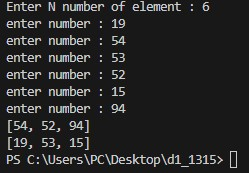 Enter N number of element : 6
enter number : 19
enter number : 54
enter number : 53
enter number : 52
enter number : 15
enter number : 94
[54, 52, 94]
[19, 53, 15]
PS C:\Users\PC\Desktop\d1_1315>